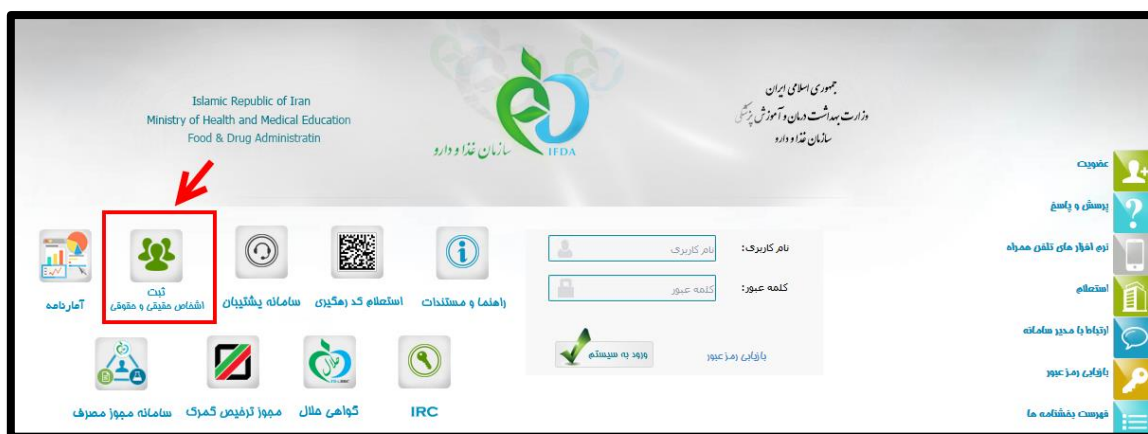 Islamic Republic of Iran
Ministry of Health and Medical Education
Food & Drug Administratin
سازمان غذا و دارو
IFDA
جمهوری اسلامی ایران
وزارت بهداشت درمان و آموزش پزشکی
سازمان غذا و دارو
عضویت
پرسش و پاسخ
نرم افزار های تلفن همراه
استعلام
ارتباط با مدیر سامانه
بازیابی رمز عبور
فهرست بخشنامه ها
نام کاربری:
نام کاربری
کلمه عبور:
کلمه عبور
بازیابی رمز عبور
ورود به سیستم
راهنما و مستندات
استعلام کد رهگیری
سامانه پشتیبان
ثبت
اشخاص حقیقی و حقوقی
آمارنامه
IRC
گواهی حلال
مجوز ترخیص گمرک
سامانه مجوز مصرف